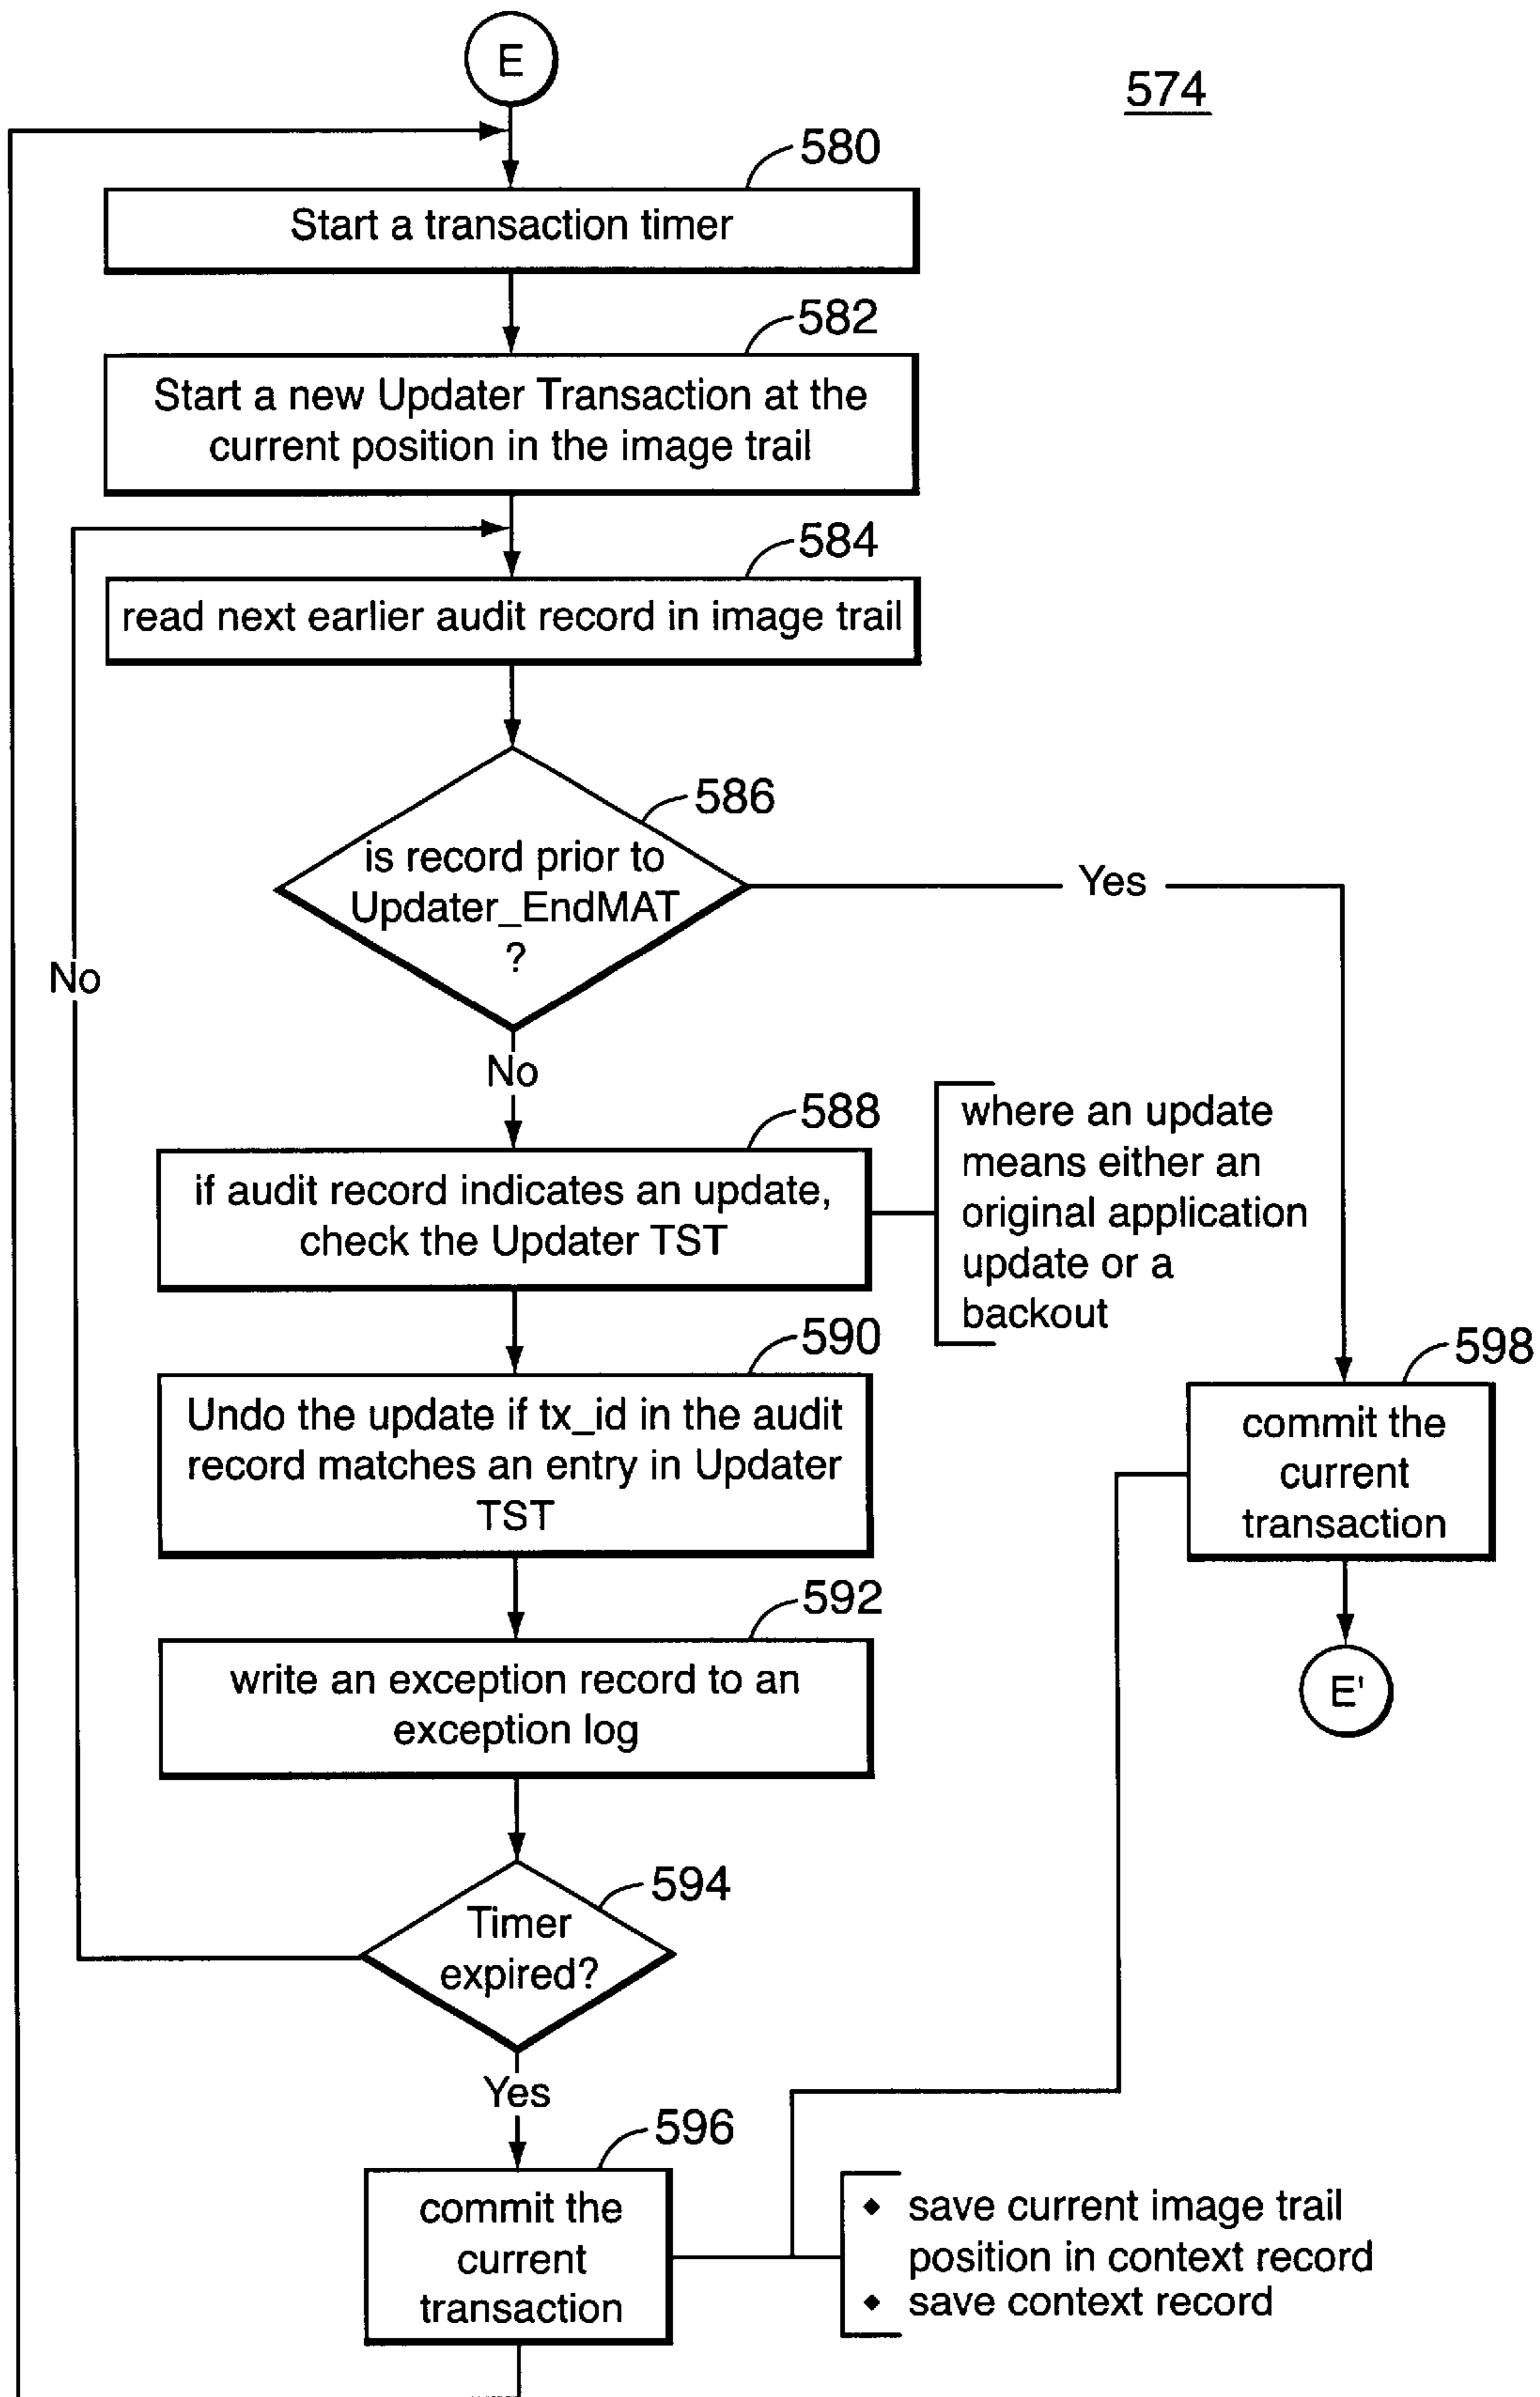 E
574
580
Start a transaction timer
582
Start a new Updater Transaction at the
current position in the image trail
584
read next earlier audit record in image trail
586
is record prior to
Updater_EndMAT
?
Yes
No
No
588
if audit record indicates an update,
check the Updater TST
where an update
means either an
original application
update or a
backout
590
Undo the update if tx_id in the audit
record matches an entry in Updater
TST
598
commit the
current
transaction
E'
592
write an exception record to an
exception log
594
Timer
expired?
Yes
596
commit the
current
transaction
♦ save current image trail
position in context record
♦ save context record